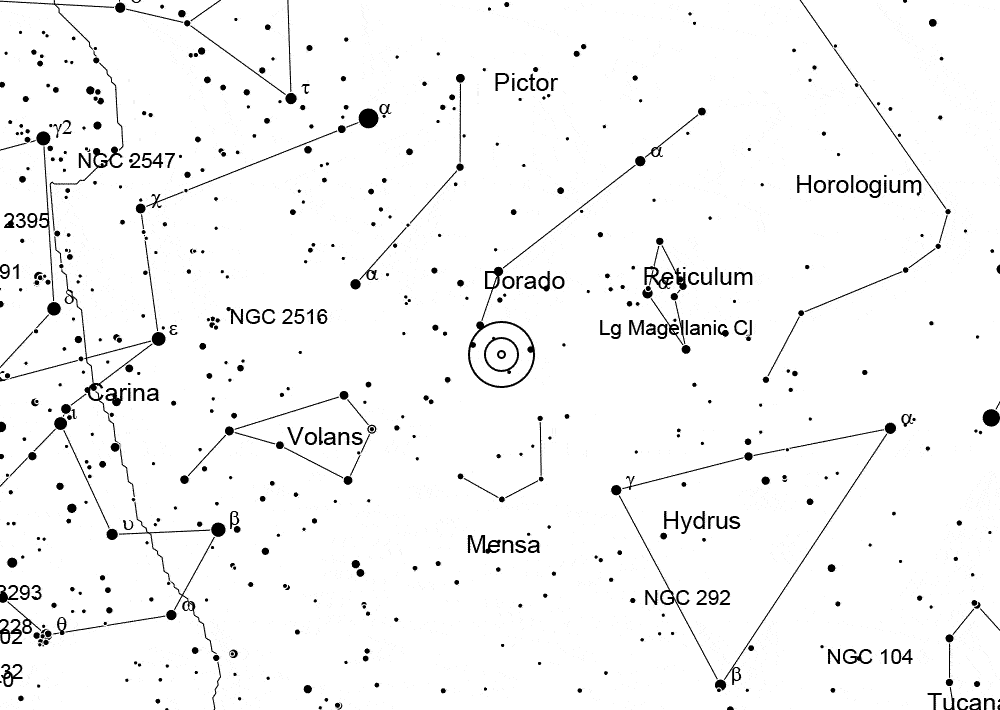 τ
Pictor
α
γ2
α
NGC 2547
Horologium
χ
2395
91
α
Dorado
Reticulum
α
δ
NGC 2516
ε
Lg Magellanic Cl
Carina
ι
Volans
α
γ
υ
β
Hydrus
Mensa
3293
ω
NGC 292
228
θ
02
NGC 104
32
0
β
Tucana